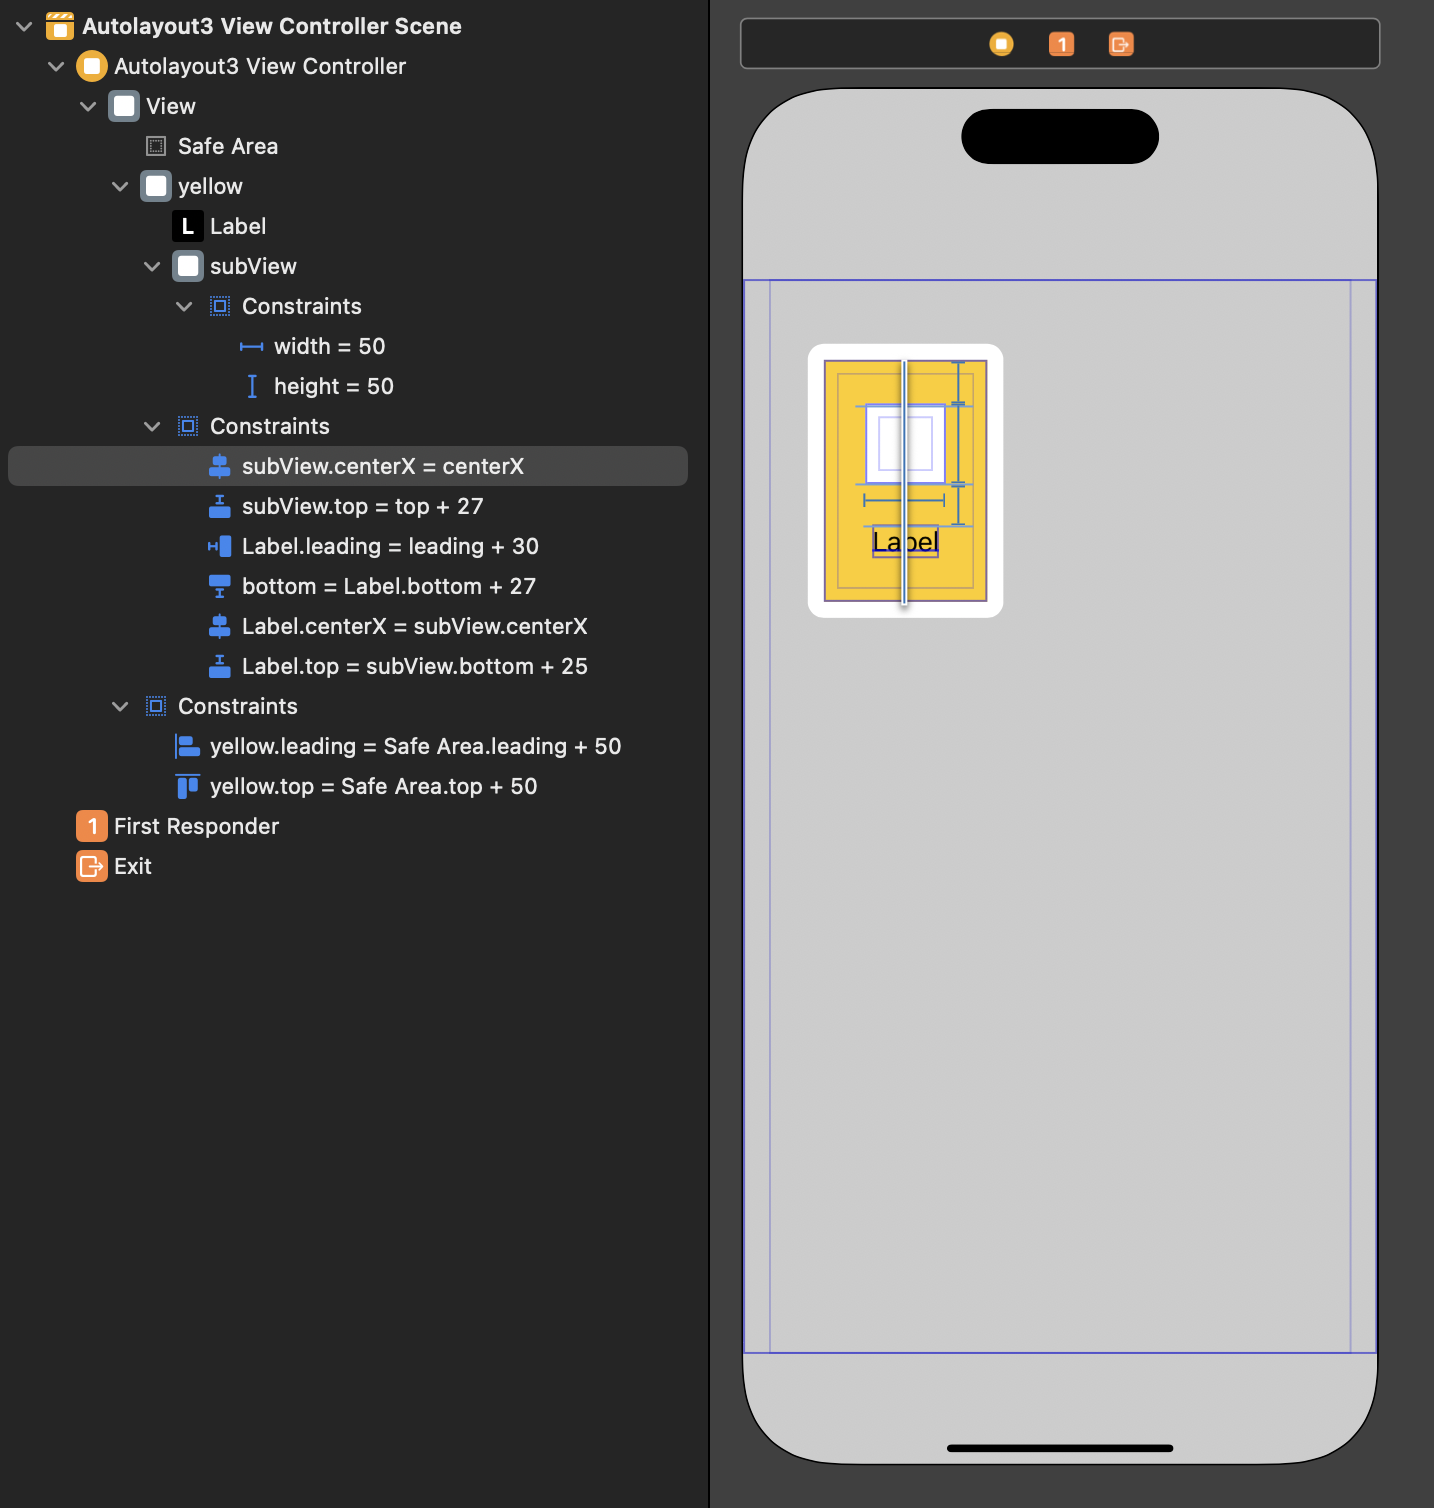 Autolayout3 View Controller Scene
Autolayout3 View Controller
View
Safe Area
yellow
L Label
subView
Constraints
width = 50
height = 50
Constraints
subView.centerX = centerX
subView.top = top + 27
Label.leading = leading + 30
bottom = Label.bottom + 27
Label.centerX = subView.centerX
Label.top = subView.bottom + 25
Constraints
yellow.leading = Safe Area.leading + 50
yellow.top = Safe Area.top + 50
1 First Responder
Exit
1
Label